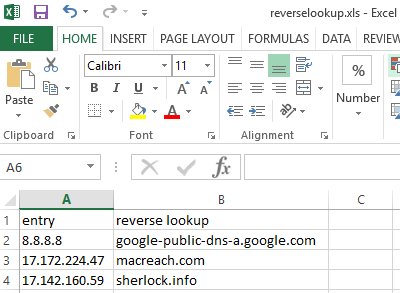 reverselookup.xls - Excel
FILE HOME INSERT PAGE LAYOUT FORMULAS DATA REVIEW
Calibri 11
Paste
B I U A A
% Number
Clipboard Font Alignment
A6 fx
A B C
1 entry reverse lookup
2 8.8.8.8 google-public-dns-a.google.com
3 17.172.224.47 macreach.com
4 17.142.160.59 sherlock.info